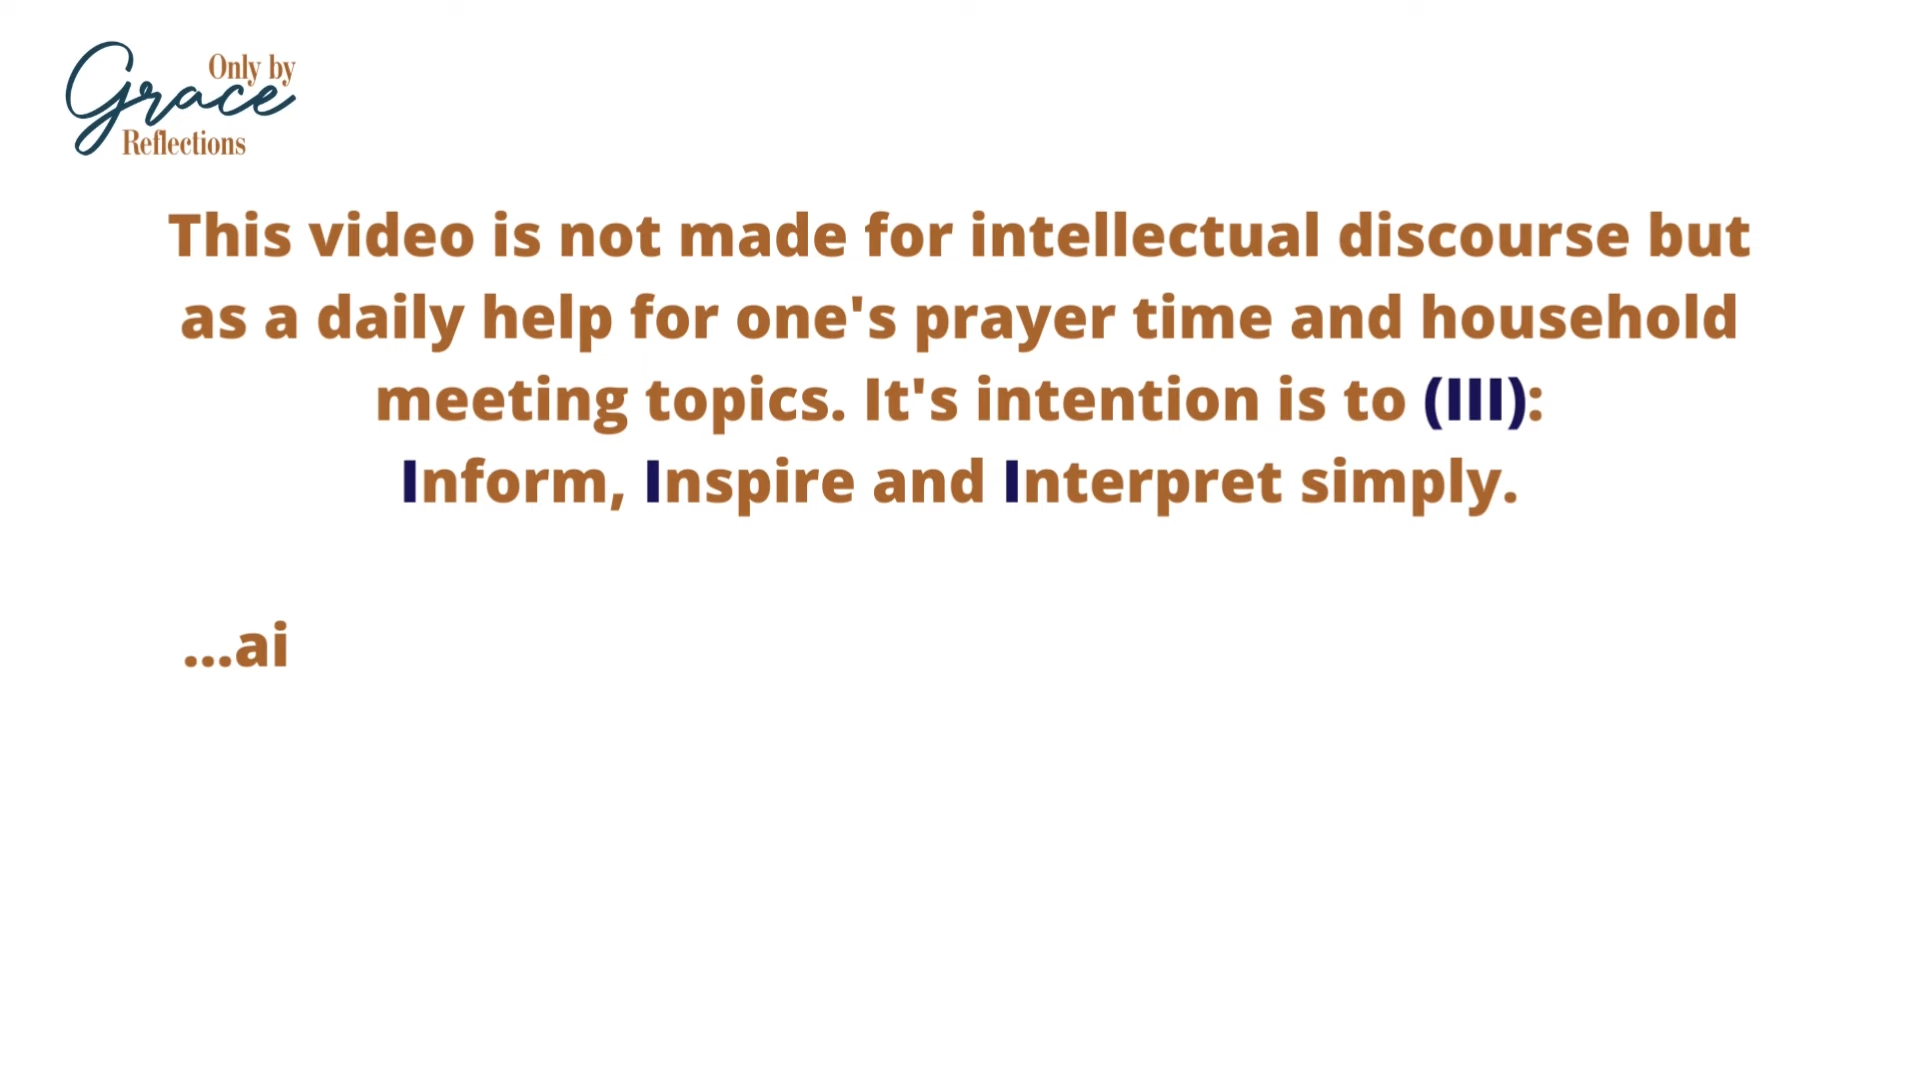 Only by
Grace
Reflections
This video is not made for intellectual discourse but
as a daily help for one's prayer time and household
meeting topics. It's intention is to (III):
Inform, Inspire and Interpret simply.
...ai